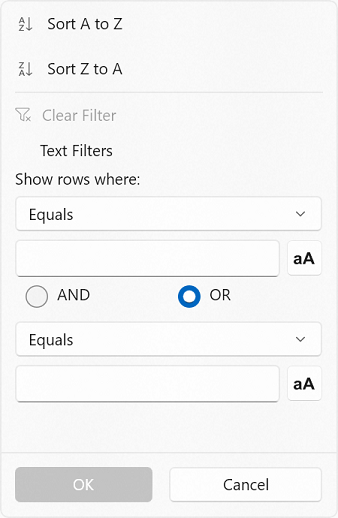 Sort A to Z
Sort Z to A
Clear Filter
Text Filters
Show rows where:
Equals
aA
AND OR
Equals
aA
OK Cancel